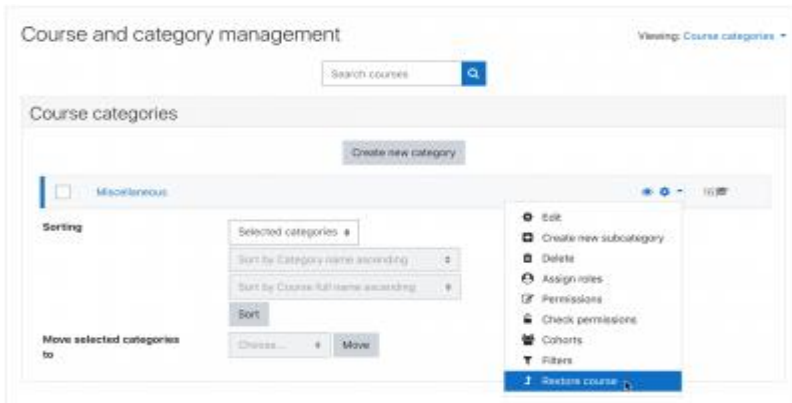 Course and category management
Viewing: Course categories
Search courses
Course categories
Create new category
Miscellaneous
Sorting
Selected categories
Sort by Category name ascending
Sort by Course full name ascending
Sort
Move selected categories
to
Choose...
Move
Edit
Create new subcategory
Delete
Assign roles
Permissions
Check permissions
Cohorts
Filters
Restore course